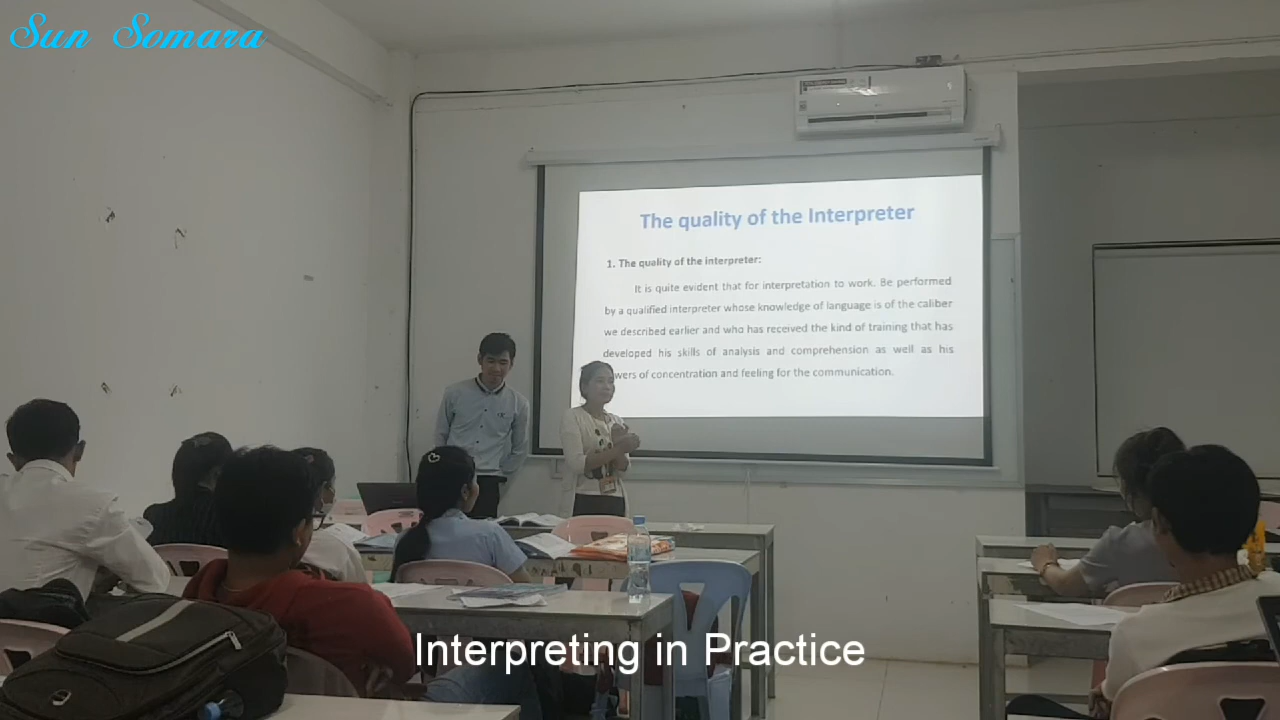 Sun Somara
The quality of the Interpreter
1. The quality of the interpreter:
It is quite evident that for interpretation to work. Be performed
by a qualified interpreter whose knowledge of language is of the caliber
we described earlier and who has received the kind of training that has
developed his skills of analysis and comprehension as well as his
of concentration and feeling for the communication.
Interpreting in Practice